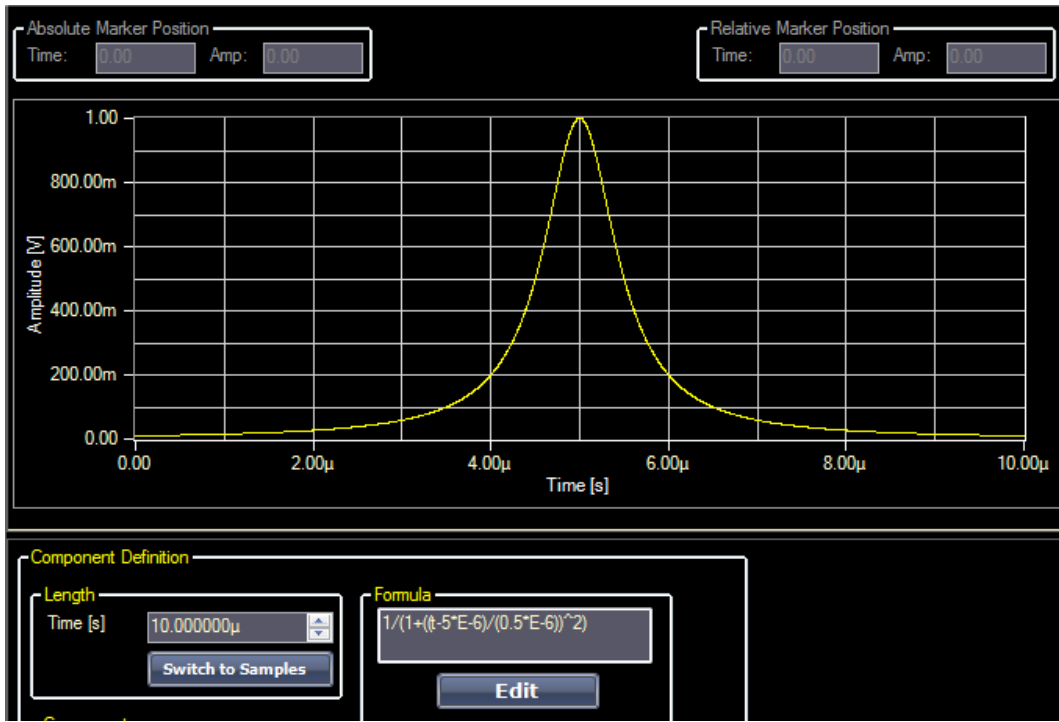 Absolute Marker Position
Time: 0.00 Amp: 0.00
Relative Marker Position
Time: 0.00 Amp: 0.00
1.00
800.00m
600.00m
400.00m
200.00m
0.00
Amplitude [V]
0.00 2.00µ 4.00µ 6.00µ 8.00µ 10.00µ
Time [s]
Component Definition
Length
Time [s] 10.000000µ
Switch to Samples
Formula
1/(1+((t-5*E-6)/(0.5*E-6))^2)
Edit